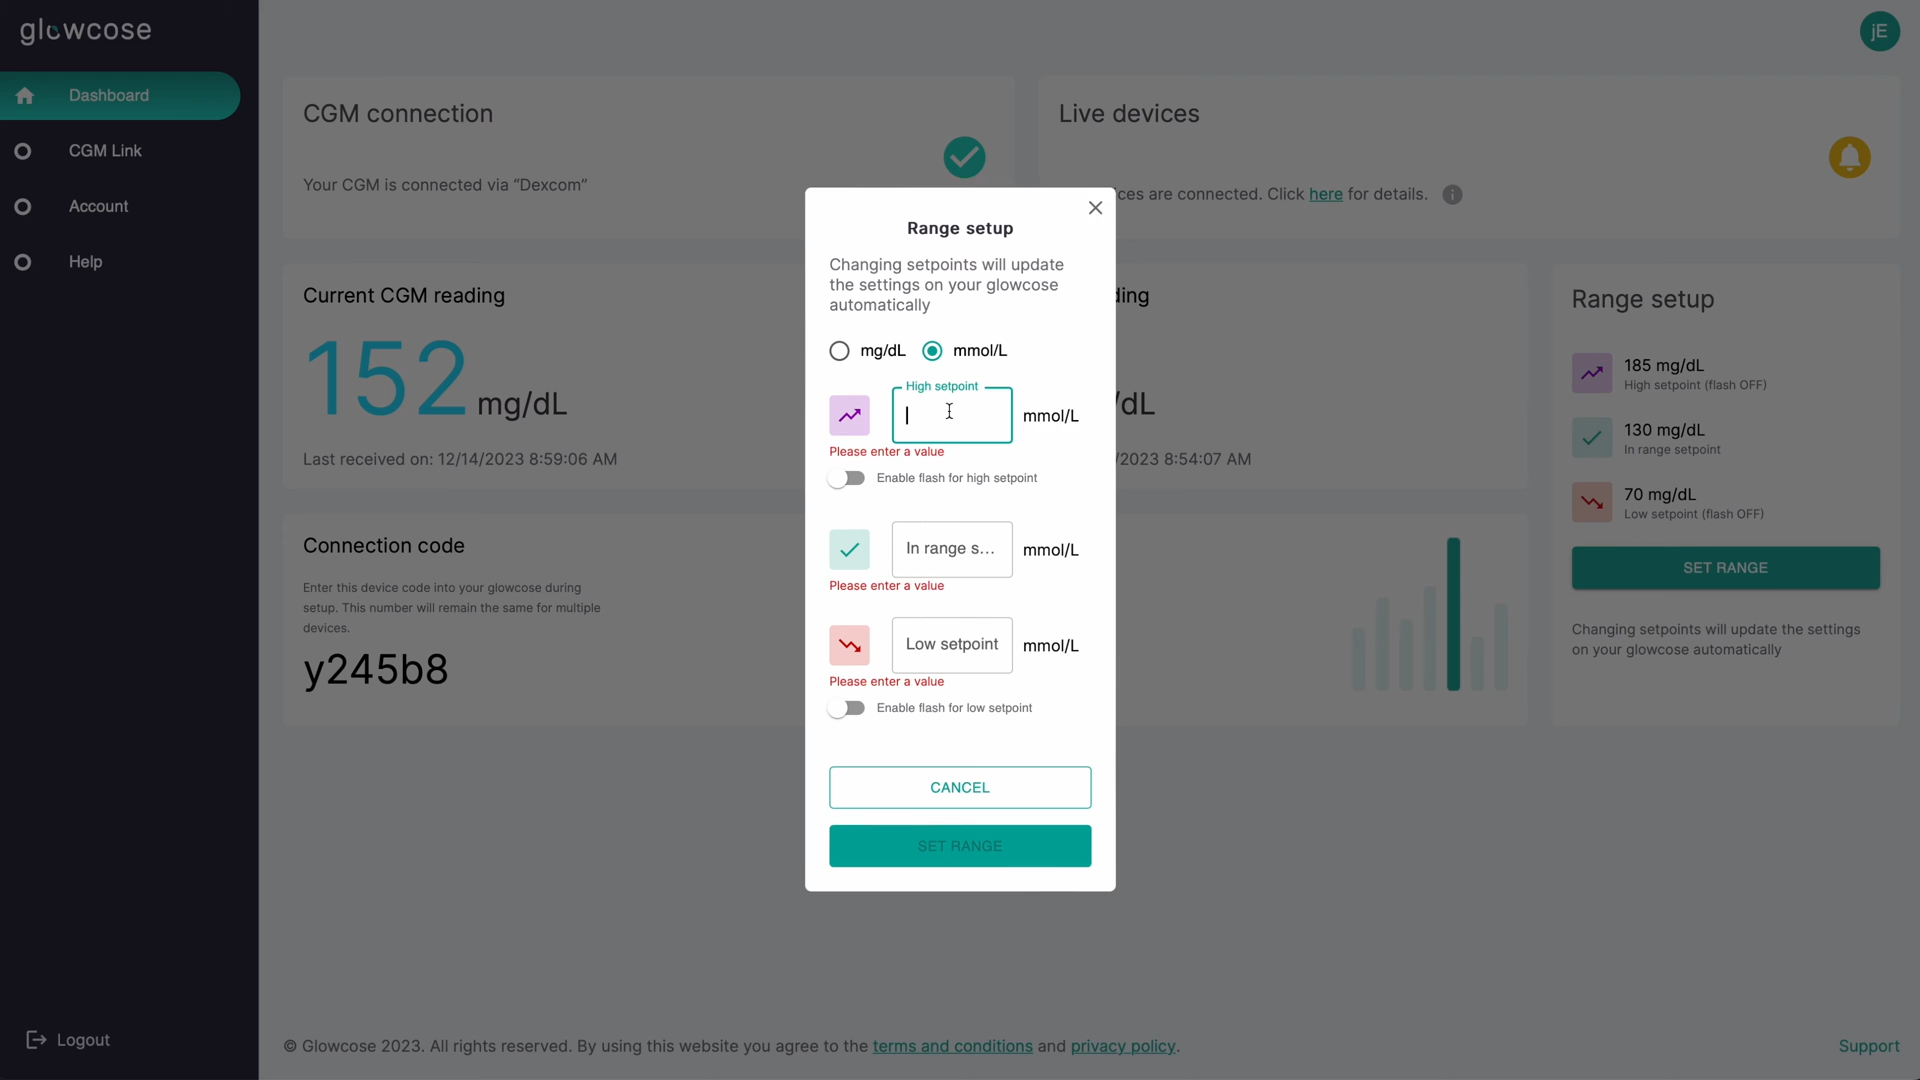 glowcose
jE
Dashboard
CGM Link
Account
Help
Logout
CGM connection
Your CGM is connected via “Dexcom”
Live devices
are connected. Click here for details.
Current CGM reading
152 mg/dL
Last received on: 12/14/2023 8:59:06 AM
/2023 8:54:07 AM
Connection code
Enter this device code into your glowcose during
setup. This number will remain the same for multiple
devices.
y245b8
Range setup
185 mg/dL
High setpoint (flash OFF)
130 mg/dL
In range setpoint
70 mg/dL
Low setpoint (flash OFF)
SET RANGE
Changing setpoints will update the settings
on your glowcose automatically
Range setup
Changing setpoints will update
the settings on your glowcose
automatically
mg/dL mmol/L
High setpoint
mmol/L
Please enter a value
Enable flash for high setpoint
In range s... mmol/L
Please enter a value
Low setpoint mmol/L
Please enter a value
Enable flash for low setpoint
CANCEL
SET RANGE
© Glowcose 2023. All rights reserved. By using this website you agree to the terms and conditions and privacy policy.
Support